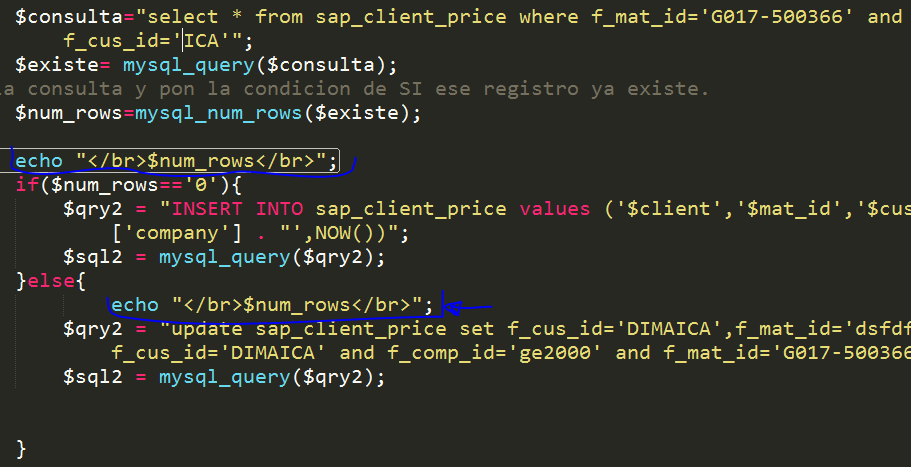 $consulta="select * from sap_client_price where f_mat_id='G017-500366' and
f_cus_id='ICA'";
$existe= mysql_query($consulta);
la consulta y pon la condicion de SI ese registro ya existe.
$num_rows=mysql_num_rows($existe);
echo "</br>$num_rows</br>";
if($num_rows=='0'){
$qry2 = "INSERT INTO sap_client_price values ('$client','$mat_id','$cus
['company'] . "',NOW())";
$sql2 = mysql_query($qry2);
}else{
echo "</br>$num_rows</br>";
$qry2 = "update sap_client_price set f_cus_id='DIMAICA',f_mat_id='dsfdf
f_cus_id='DIMAICA' and f_comp_id='ge2000' and f_mat_id='G017-500366
$sql2 = mysql_query($qry2);
}